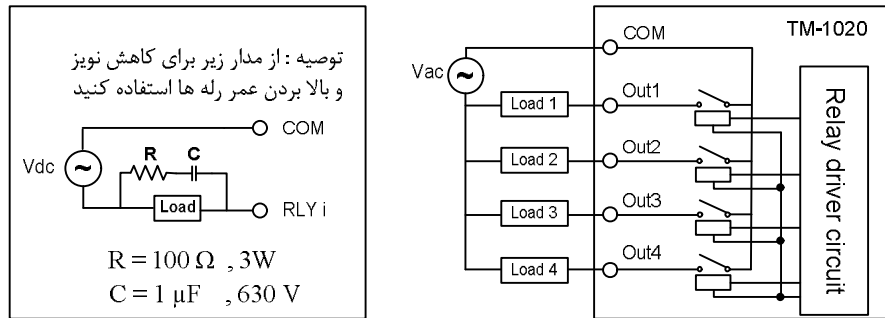 توصیه : از مدار زیر برای کاهش نویز
و بالا بردن عمر رله ها استفاده کنید
COM
Vdc
R
C
Load
RLY i
R = 100 Ω , 3W
C = 1 µF , 630 V
TM-1020
COM
Vac
Load 1
Out1
Load 2
Out2
Load 3
Out3
Load 4
Out4
Relay driver circuit